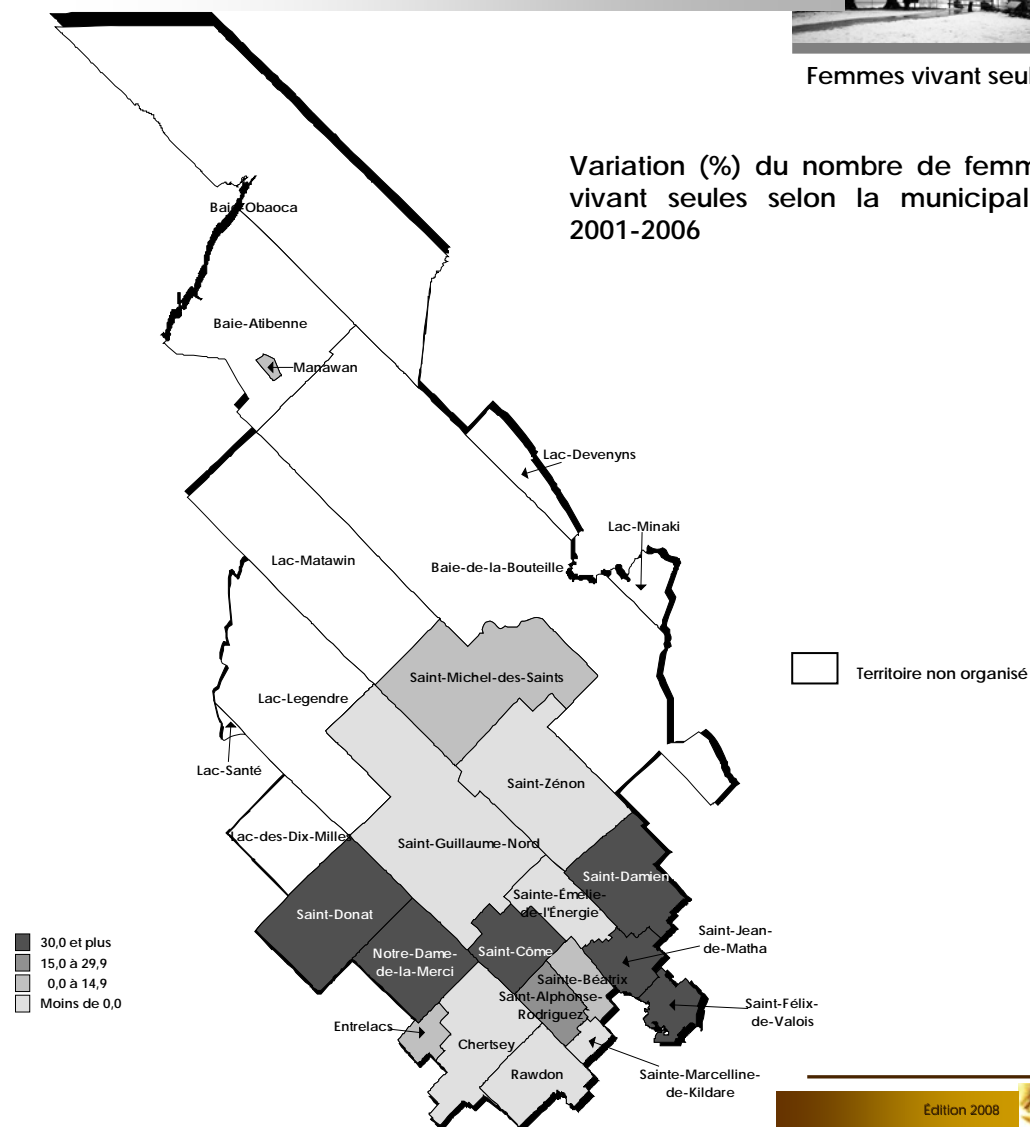 Femmes vivant
Variation (%) du nombre de
vivant seules selon la
2001-2006
Baie-Obaoca
Baie-Atibenne
Manawan
Lac-Devenyns
Lac-Minaki
Lac-Matawin
Baie-de-la-Bouteille
Saint-Michel-des-Saints
Territoire non organisé
Lac-Legendre
Lac-Santé
Saint-Zénon
Lac-des-Dix-Milles
Saint-Guillaume-Nord
Saint-Damien
Sainte-Émelie-
de-l'Énergie
Saint-Donat
Saint-Jean-
de-Matha
Notre-Dame-
de-la-Merci
Saint-Côme
Sainte-Béatrix
Saint-Alphonse-
Rodriguez
Saint-Félix-
de-Valois
Entrelacs
Chertsey
Rawdon
Sainte-Marcelline-
de-Kildare
30,0 et plus
15,0 à 29,9
0,0 à 14,9
Moins de 0,0
Édition 2008